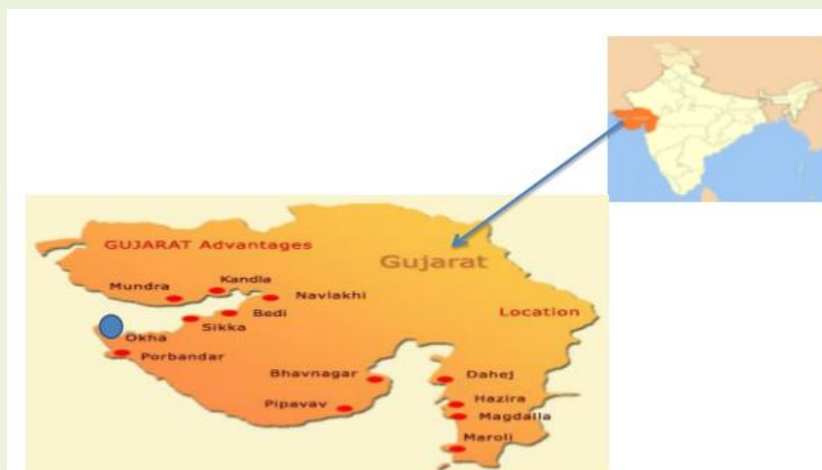 GUJARAT Advantages
Gujarat
Kandla
Mundra
Navlakhi
Bedi
Location
Sikka
Okha
Porbandar
Bhavnagar
Dahej
Hazira
Pipavav
Magdalla
Maroli